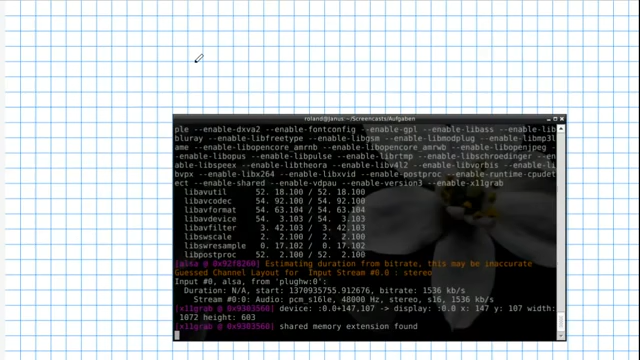 roland@Janus:~/Screencasts/Aufgaben
ple --enable-dxva2 --enable-fontconfig --enable-gpl --enable-libass --enable-lib
bluray --enable-libfreetype --enable-libgsm --enable-libmodplug --enable-libmp3l
ame --enable-libopencore_amrnb --enable-libopencore_amrwb --enable-libopenjpeg -
-enable-libopus --enable-libpulse --enable-librtmp --enable-libschroedinger --en
able-libspeex --enable-libtheora --enable-libv4l2 --enable-libvorbis --enable-li
bvpx --enable-libx264 --enable-libxvid --enable-postproc --enable-runtime-cpudet
ect --enable-shared --enable-vdpau --enable-version3 --enable-x11grab
libavutil 52. 18.100 / 52. 18.100
libavcodec 54. 92.100 / 54. 92.100
libavformat 54. 63.104 / 54. 63.104
libavdevice 54. 3.103 / 54. 3.103
libavfilter 3. 42.103 / 3. 42.103
libswscale 2. 2.100 / 2. 2.100
libswresample 0. 17.102 / 0. 17.102
libpostproc 52. 2.100 / 52. 2.100
[alsa @ 0x92f8260] Estimating duration from bitrate, this may be inaccurate
Guessed Channel Layout for Input Stream #0.0 : stereo
Input #0, alsa, from 'plughw:0':
Duration: N/A, start: 1370935755.912676, bitrate: 1536 kb/s
Stream #0:0: Audio: pcm_s16le, 48000 Hz, stereo, s16, 1536 kb/s
[x11grab @ 0x9303560] device: :0.0+147,107 -> display: :0.0 x: 147 y: 107 width:
1072 height: 603
[x11grab @ 0x9303560] shared memory extension found